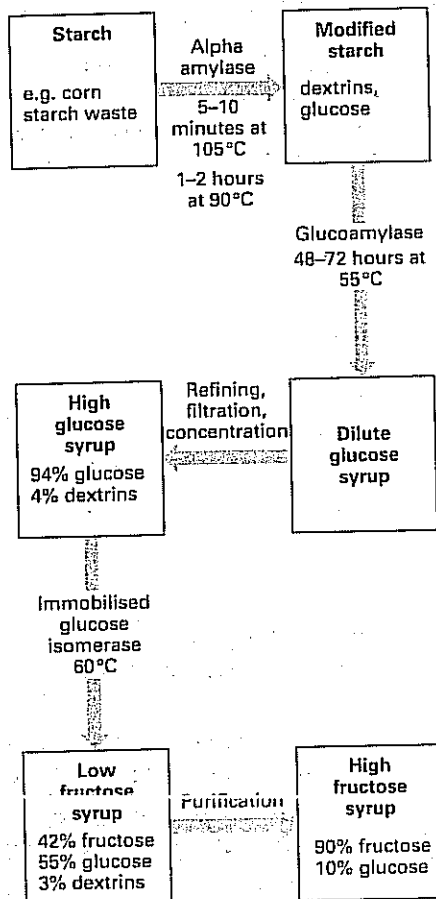 Starch
e.g. corn
starch waste
Alpha
amylase
5–10
minutes at
105°C
1–2 hours
at 90°C
Modified
starch
dextrins,
glucose
Glucoamylase
48–72 hours at
55°C
Dilute
glucose
syrup
Refining,
filtration,
concentration
High
glucose
syrup
94% glucose
4% dextrins
Immobilised
glucose
isomerase
60°C
Low
fructose
syrup
42% fructose
55% glucose
3% dextrins
Purification
High
fructose
syrup
90% fructose
10% glucose